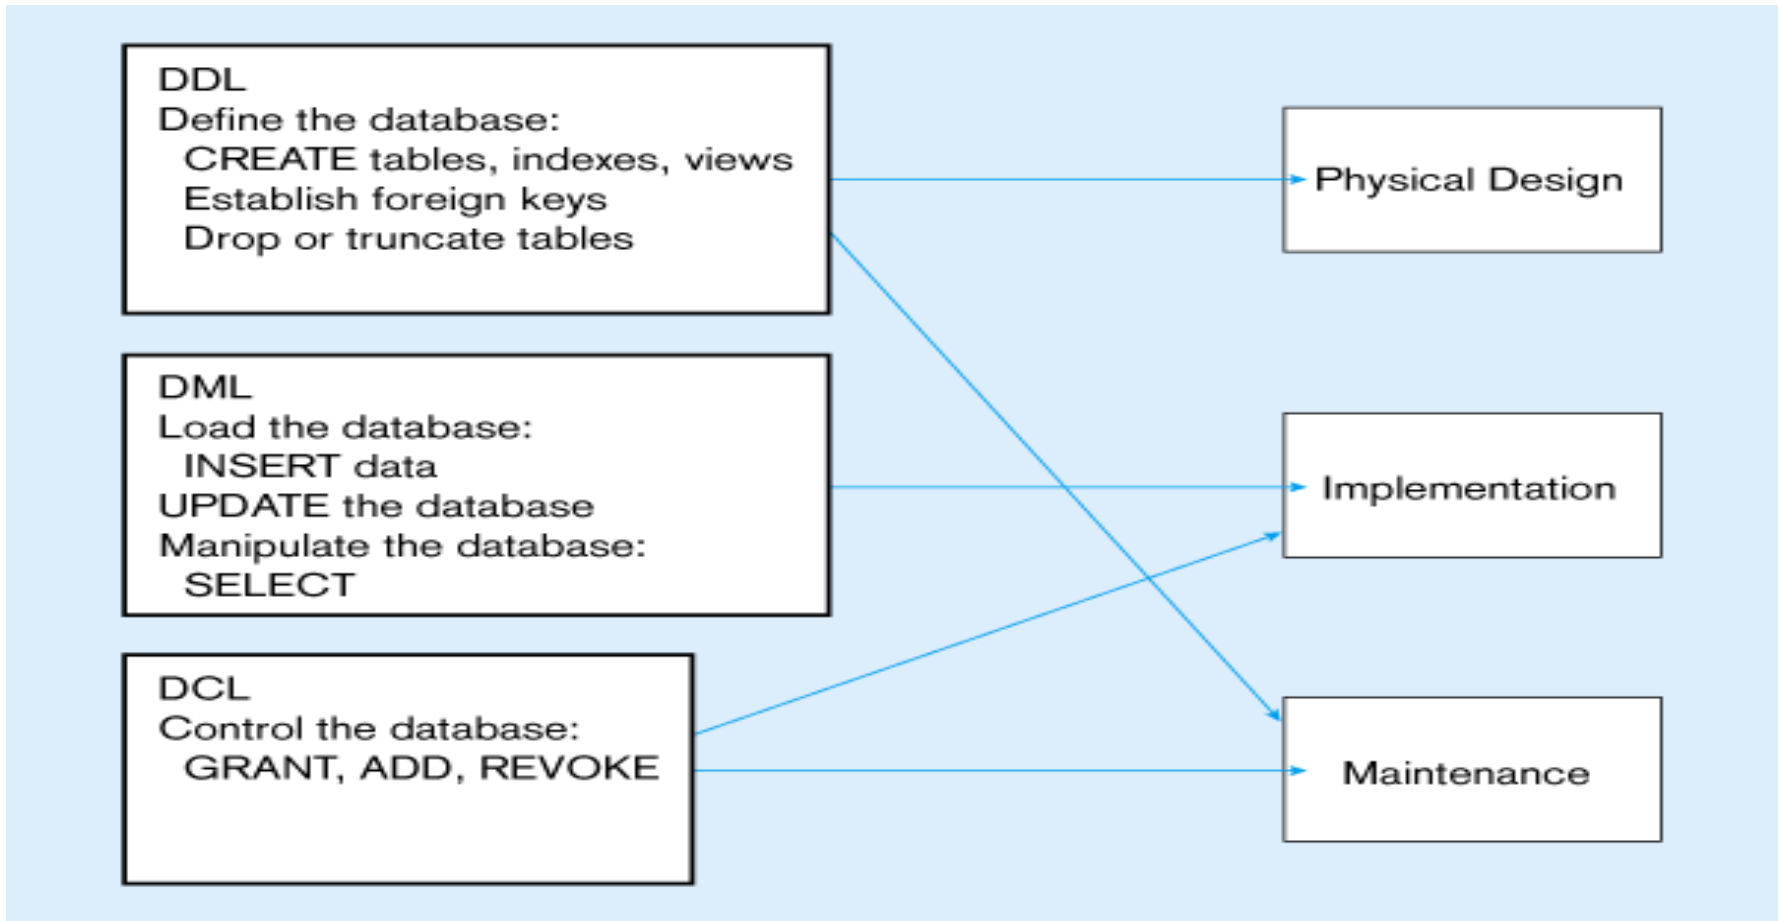 DDL
Define the database:
CREATE tables, indexes, views
Establish foreign keys
Drop or truncate tables
Physical Design
DML
Load the database:
INSERT data
UPDATE the database
Manipulate the database:
SELECT
Implementation
DCL
Control the database:
GRANT, ADD, REVOKE
Maintenance